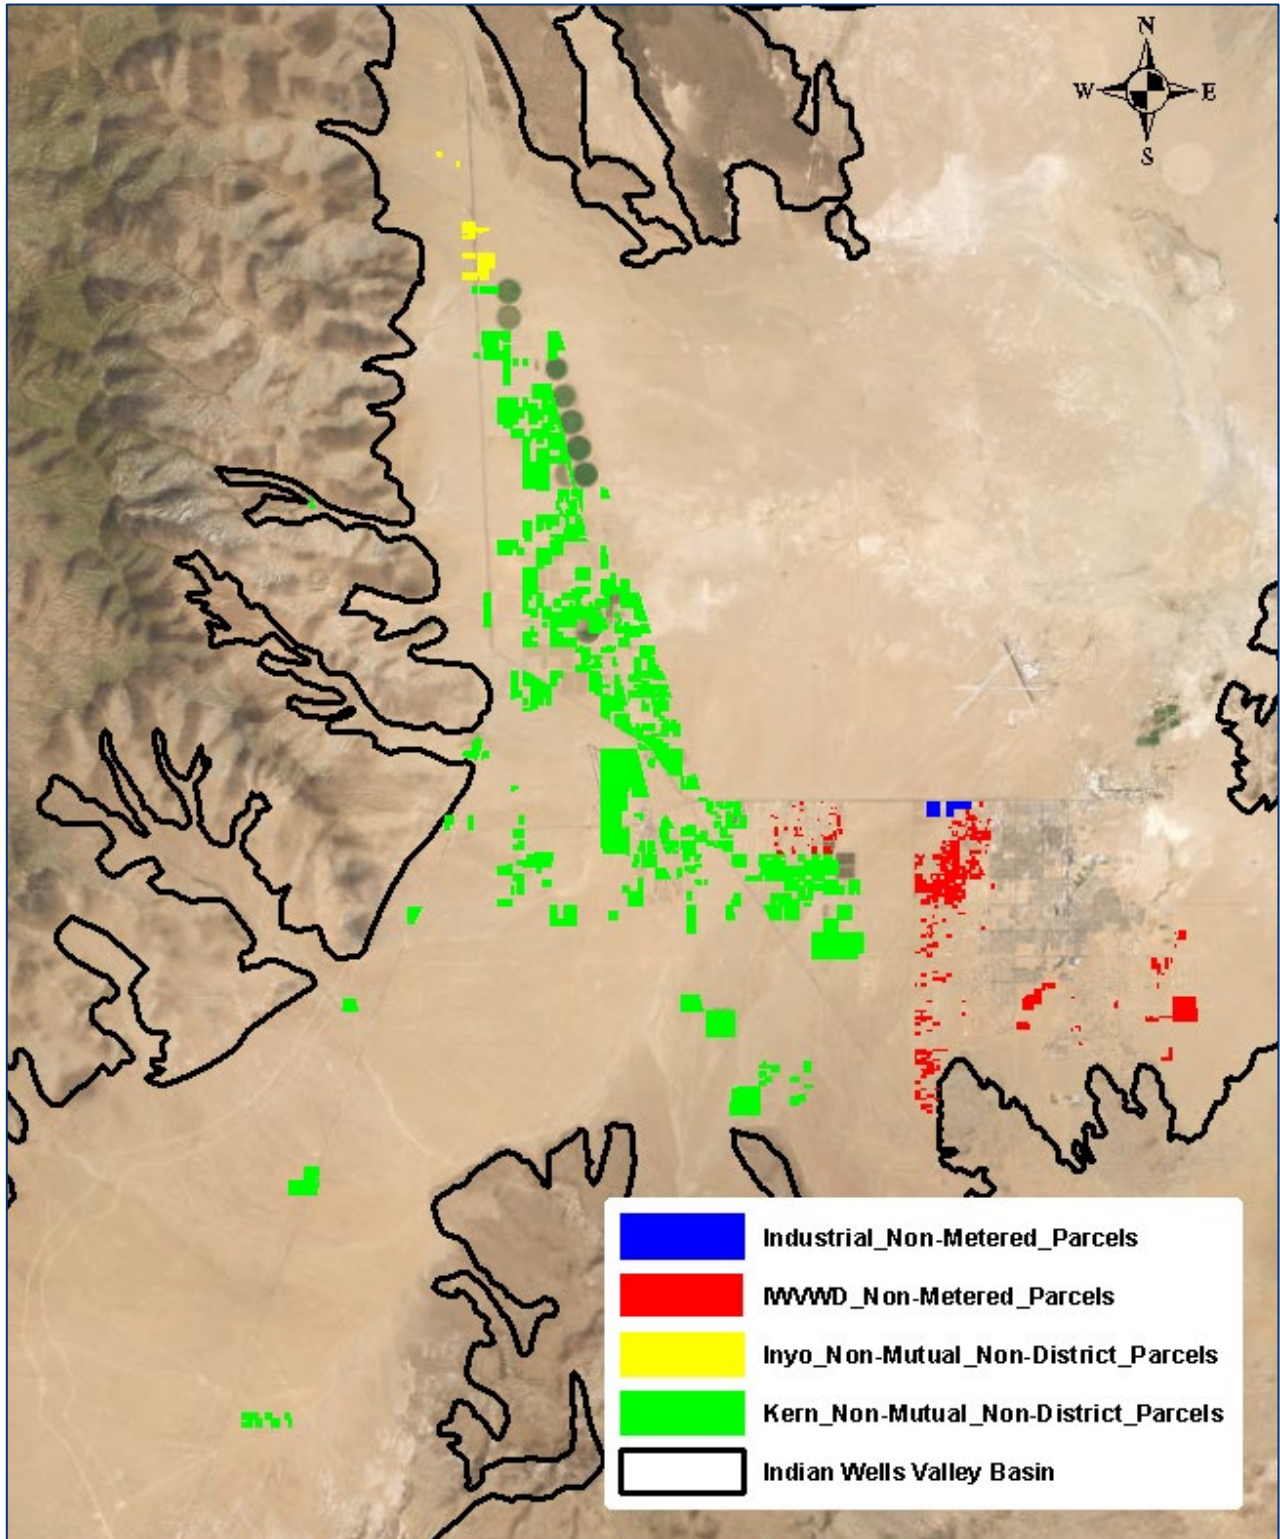 N
W E
S
Industrial_Non-Metered_Parcels
IWVWD_Non-Metered_Parcels
Inyo_Non-Mutual_Non-District_Parcels
Kern_Non-Mutual_Non-District_Parcels
Indian Wells Valley Basin